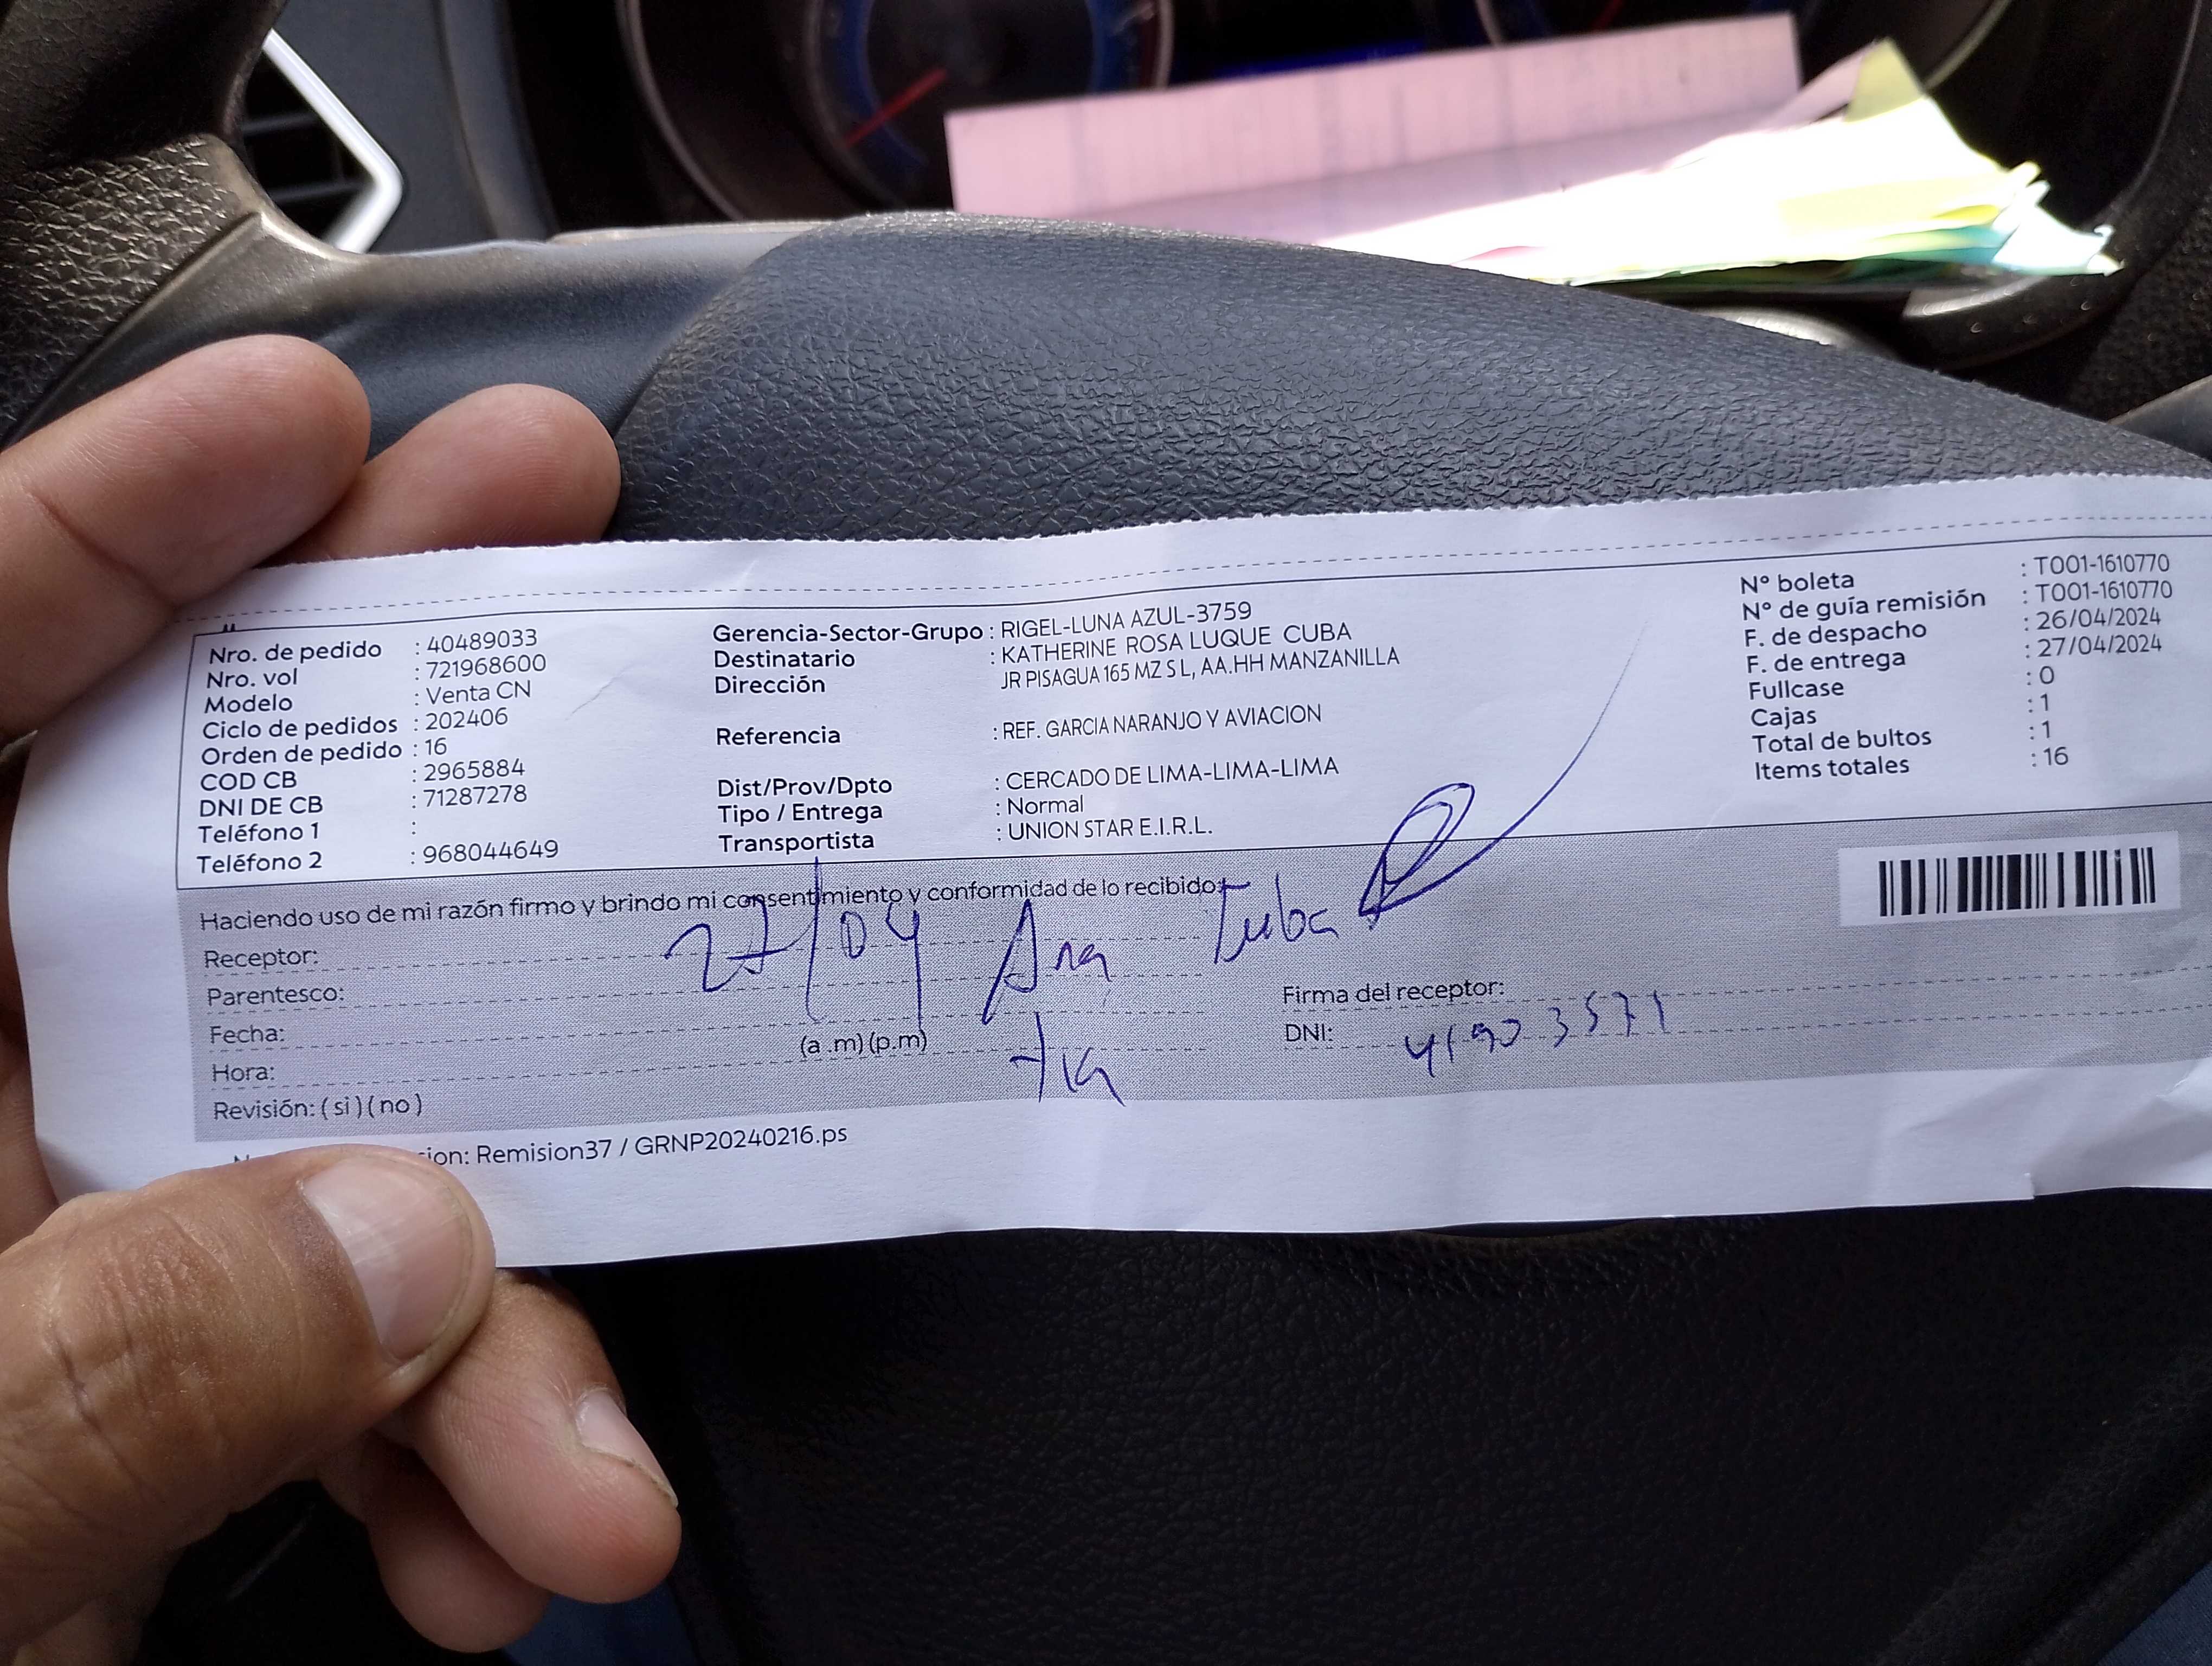 Nro. de pedido : 40489033
Nro. vol : 721968600
Modelo : Venta CN
Ciclo de pedidos : 202406
Orden de pedido : 16
COD CB : 2965884
DNI DE CB : 71287278
Teléfono 1 :
Teléfono 2 : 968044649
Gerencia-Sector-Grupo : RIGEL-LUNA AZUL-3759
Destinatario : KATHERINE ROSA LUQUE CUBA
Dirección JR PISAGUA 165 MZ S L, AA.HH MANZANILLA
Referencia : REF. GARCIA NARANJO Y AVIACION
Dist/Prov/Dpto : CERCADO DE LIMA-LIMA-LIMA
Tipo / Entrega : Normal
Transportista : UNION STAR E.I.R.L.
N° boleta : T001-1610770
N° de guía remisión : T001-1610770
F. de despacho : 26/04/2024
F. de entrega : 27/04/2024
Fullcase : 0
Cajas : 1
Total de bultos : 1
Items totales : 16
Haciendo uso de mi razón firmo y brindo mi consentimiento y conformidad de lo recibido:
Receptor:
Parentesco:
Fecha:
Hora: (a .m) (p.m)
Revisión: ( si ) ( no )
27/04 Ana
Firma del receptor:
DNI:
ion: Remision37 / GRNP20240216.ps